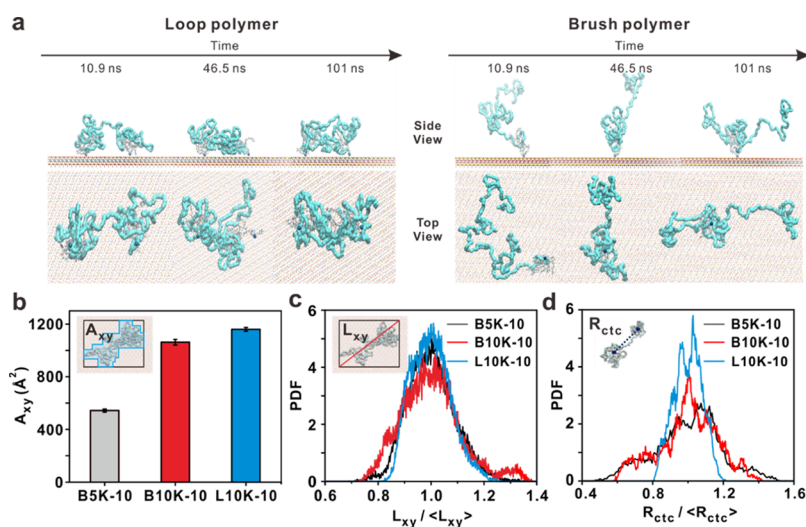 a
Loop polymer
Time
10.9 ns 46.5 ns 101 ns
Brush polymer
Time
10.9 ns 46.5 ns 101 ns
Side
View
Top
View
b
Axy
Axy (Å²)
1200
900
600
300
0
B5K-10 B10K-10 L10K-10
c
Lxy
B5K-10
B10K-10
L10K-10
PDF
6
4
2
0
0.6 0.8 1.0 1.2 1.4
Lxy / <Lxy>
d
Rctc
B5K-10
B10K-10
L10K-10
PDF
6
4
2
0
0.4 0.8 1.2 1.6
Rctc / <Rctc>